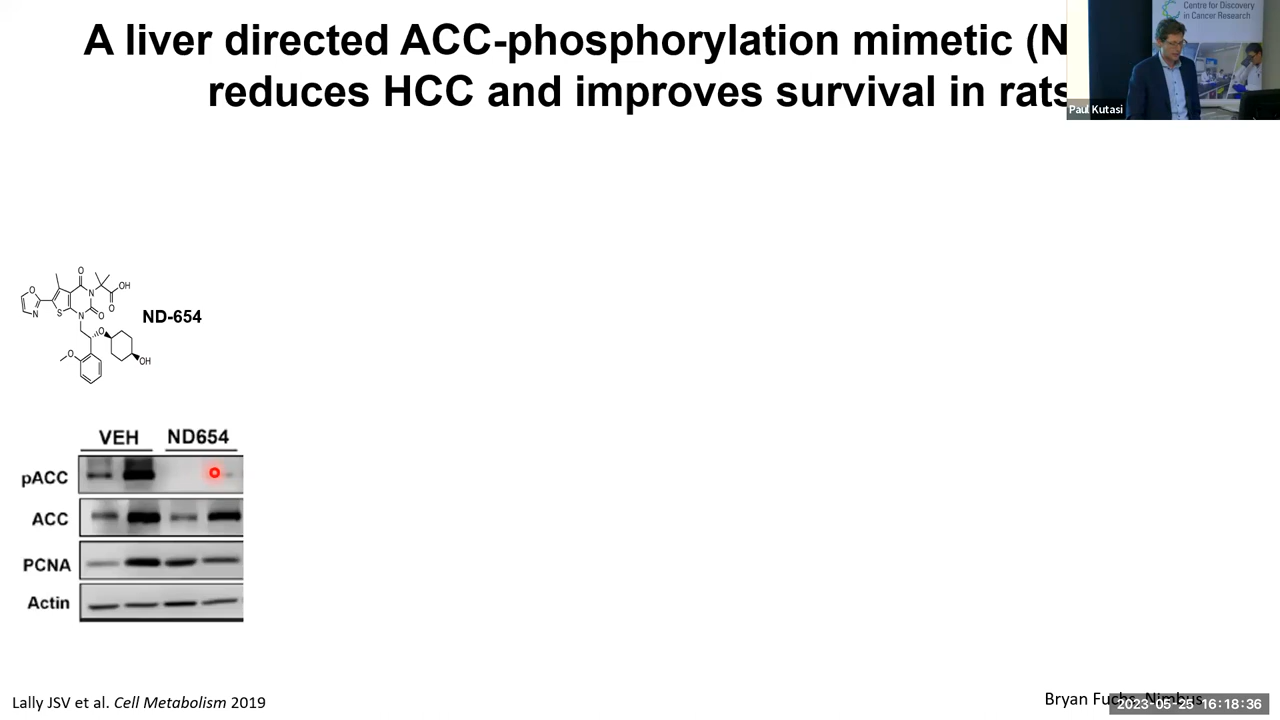 A liver directed ACC-phosphorylation mimetic (N
reduces HCC and improves survival in rats
Centre for Discovery
in Cancer Research
Paul Kutasi
O
N
S
O
N
N
O
O
OH
O
O
OH
ND-654
VEH ND654
pACC
ACC
PCNA
Actin
Lally JSV et al. Cell Metabolism 2019
Bryan Fuchs, Nimbus
2023-05-25 16:18:36